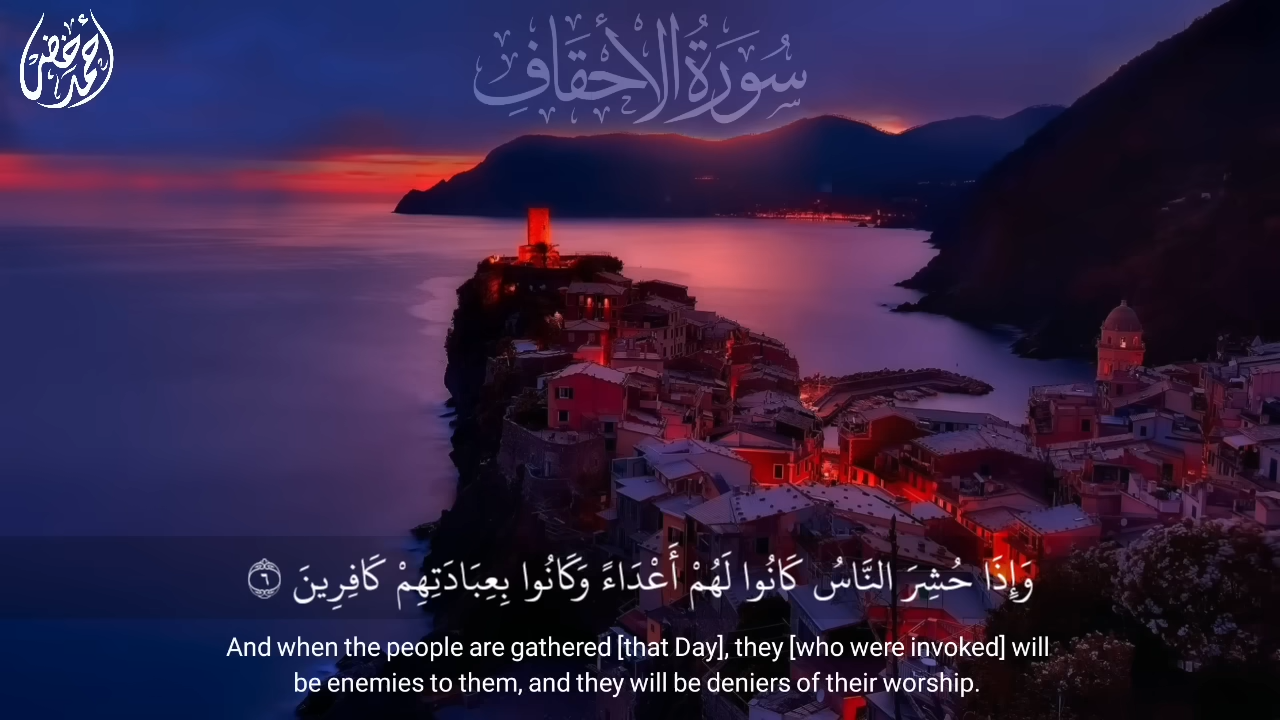 أحمد خضر
سُورَةُ الأَحْقَافِ
وَإِذَا حُشِرَ النَّاسُ كَانُوا لَهُمْ أَعْدَاءً وَكَانُوا بِعِبَادَتِهِمْ كَافِرِينَ ٦
And when the people are gathered [that Day], they [who were invoked] will
be enemies to them, and they will be deniers of their worship.